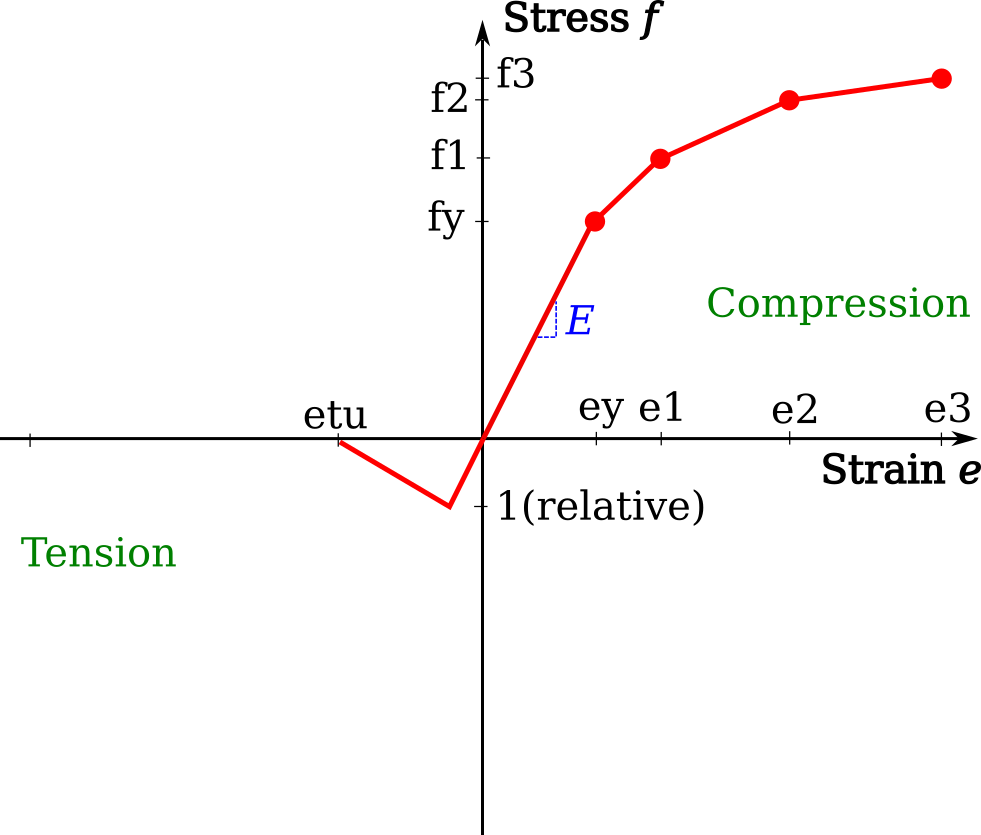 Stress f
f3
f2
f1
fy
Compression
E
etu
ey
e1
e2
e3
Strain e
1(relative)
Tension